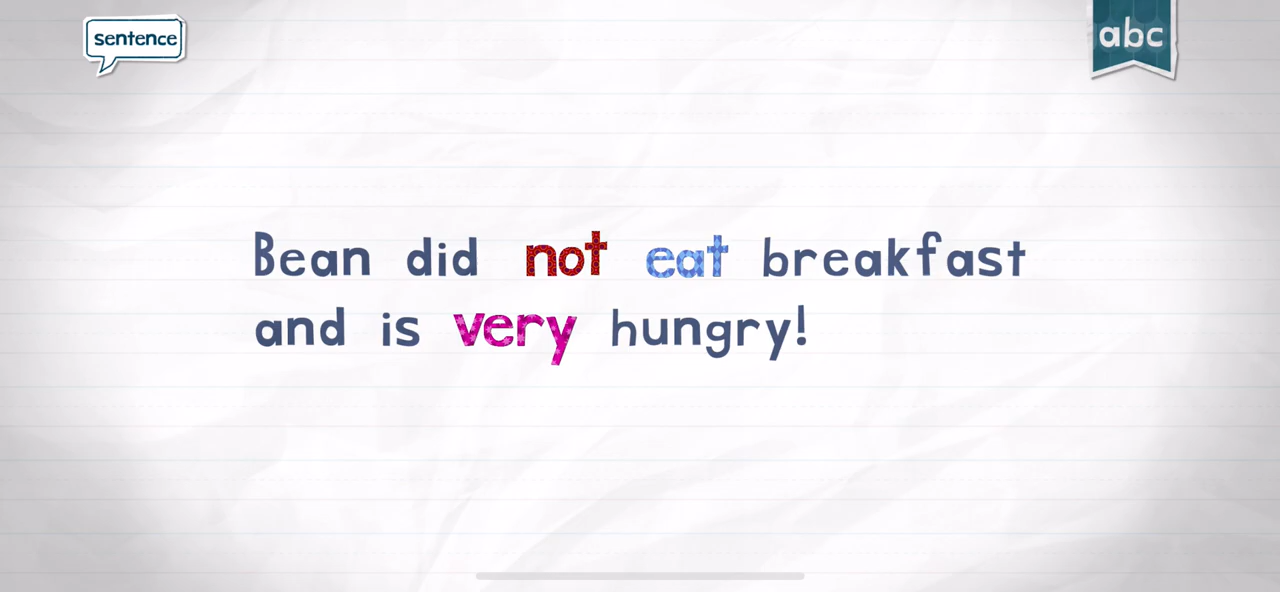 sentence
abc
Bean did not eat breakfast
and is very hungry!